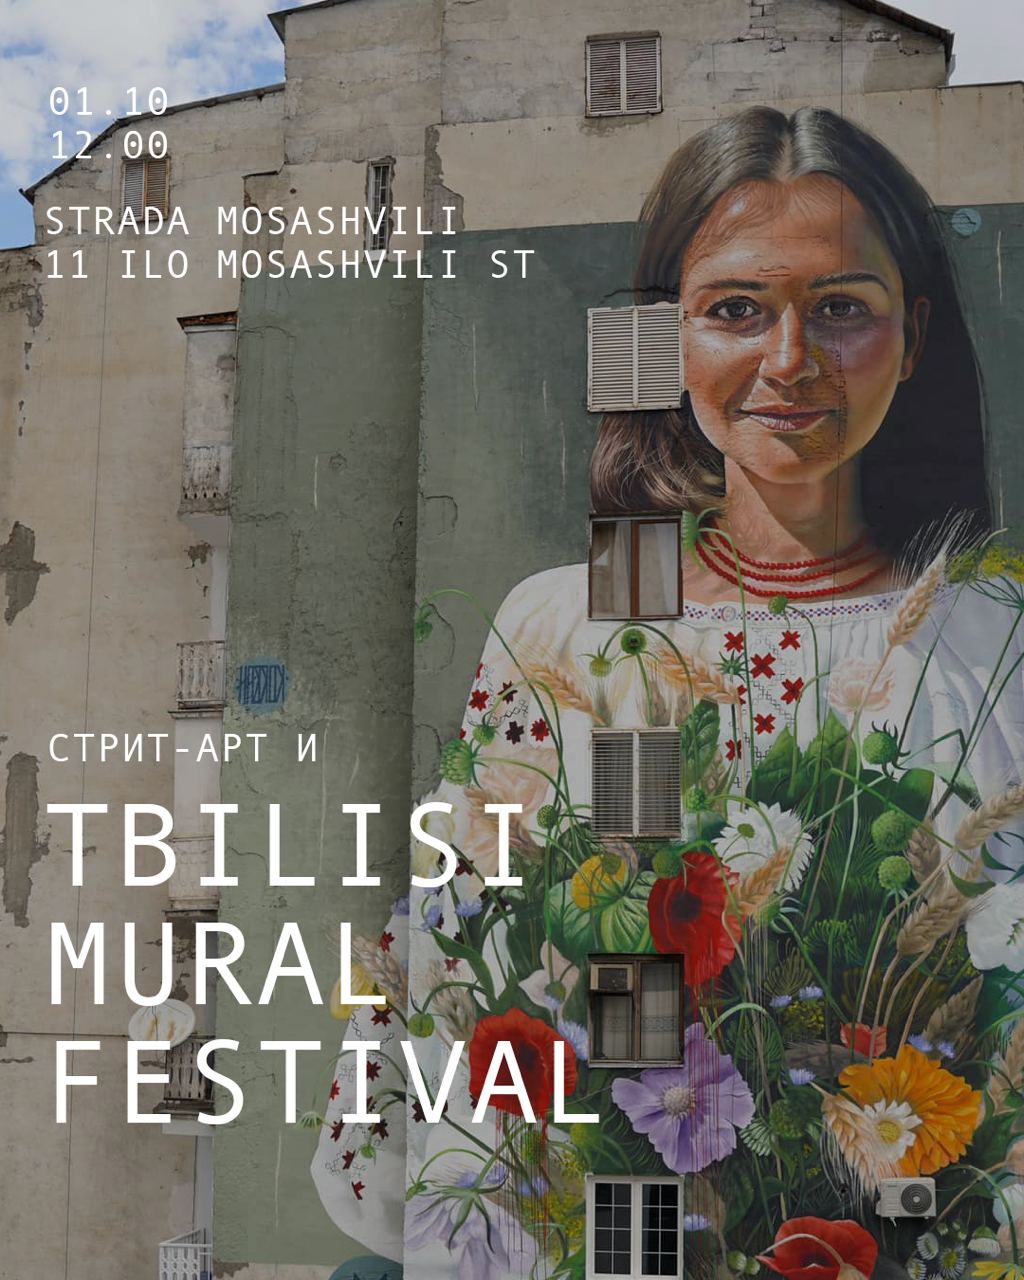 01.10
12.00
STRADA MOSASHVILI
11 ILO MOSASHVILI ST
СТРИТ-АРТ И
TBILISI
MURAL
FESTIVAL